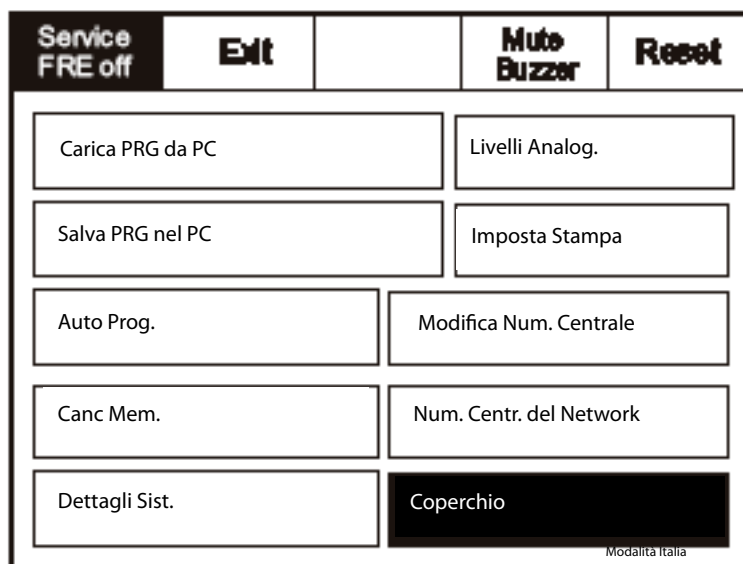 Service
FRE off
Exit
Mute
Buzzer
Reset
Carica PRG da PC
Livelli Analog.
Salva PRG nel PC
Imposta Stampa
Auto Prog.
Modifica Num. Centrale
Canc Mem.
Num. Centr. del Network
Dettagli Sist.
Coperchio
Modalità Italia